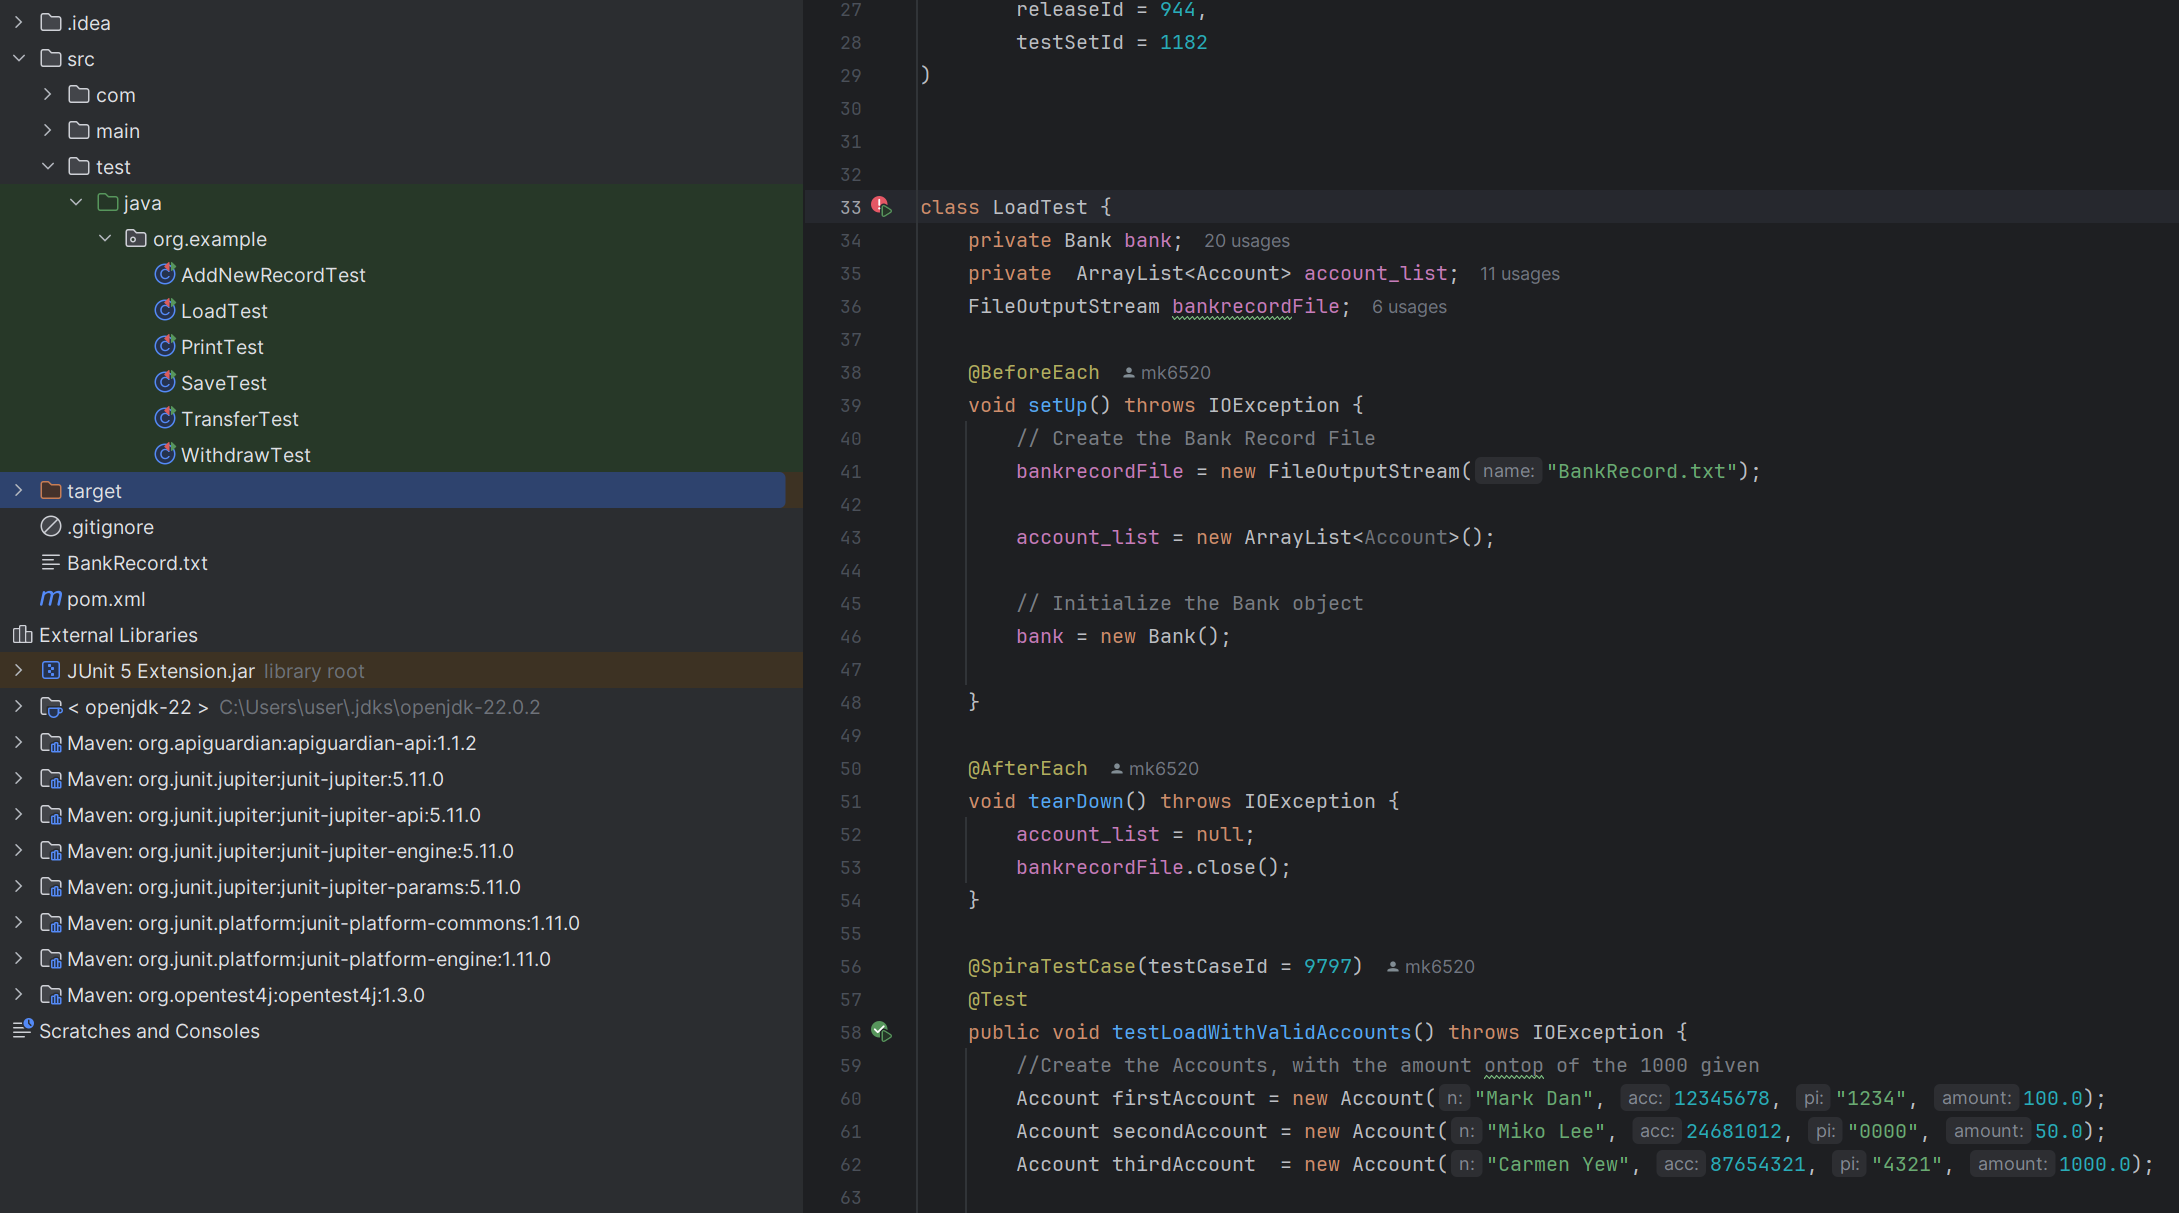 .idea
src
com
main
test
java
org.example
AddNewRecordTest
LoadTest
PrintTest
SaveTest
TransferTest
WithdrawTest
target
.gitignore
BankRecord.txt
m pom.xml
External Libraries
JUnit 5 Extension.jar library root
< openjdk-22 > C:\Users\user\.jdks\openjdk-22.0.2
Maven: org.apiguardian:apiguardian-api:1.1.2
Maven: org.junit.jupiter:junit-jupiter:5.11.0
Maven: org.junit.jupiter:junit-jupiter-api:5.11.0
Maven: org.junit.jupiter:junit-jupiter-engine:5.11.0
Maven: org.junit.jupiter:junit-jupiter-params:5.11.0
Maven: org.junit.platform:junit-platform-commons:1.11.0
Maven: org.junit.platform:junit-platform-engine:1.11.0
Maven: org.opentest4j:opentest4j:1.3.0
Scratches and Consoles
27 releaseId = 944,
28 testSetId = 1182
29 )
30
31
32
33 class LoadTest {
34 private Bank bank; 20 usages
35 private ArrayList<Account> account_list; 11 usages
36 FileOutputStream bankrecordFile; 6 usages
37
38 @BeforeEach mk6520
39 void setUp() throws IOException {
40 // Create the Bank Record File
41 bankrecordFile = new FileOutputStream( name: "BankRecord.txt");
42
43 account_list = new ArrayList<Account>();
44
45 // Initialize the Bank object
46 bank = new Bank();
47
48 }
49
50 @AfterEach mk6520
51 void tearDown() throws IOException {
52 account_list = null;
53 bankrecordFile.close();
54 }
55
56 @SpiraTestCase(testCaseId = 9797) mk6520
57 @Test
58 public void testLoadWithValidAccounts() throws IOException {
59 //Create the Accounts, with the amount ontop of the 1000 given
60 Account firstAccount = new Account( n: "Mark Dan", acc: 12345678, pi: "1234", amount: 100.0);
61 Account secondAccount = new Account( n: "Miko Lee", acc: 24681012, pi: "0000", amount: 50.0);
62 Account thirdAccount  = new Account( n: "Carmen Yew", acc: 87654321, pi: "4321", amount: 1000.0);
63